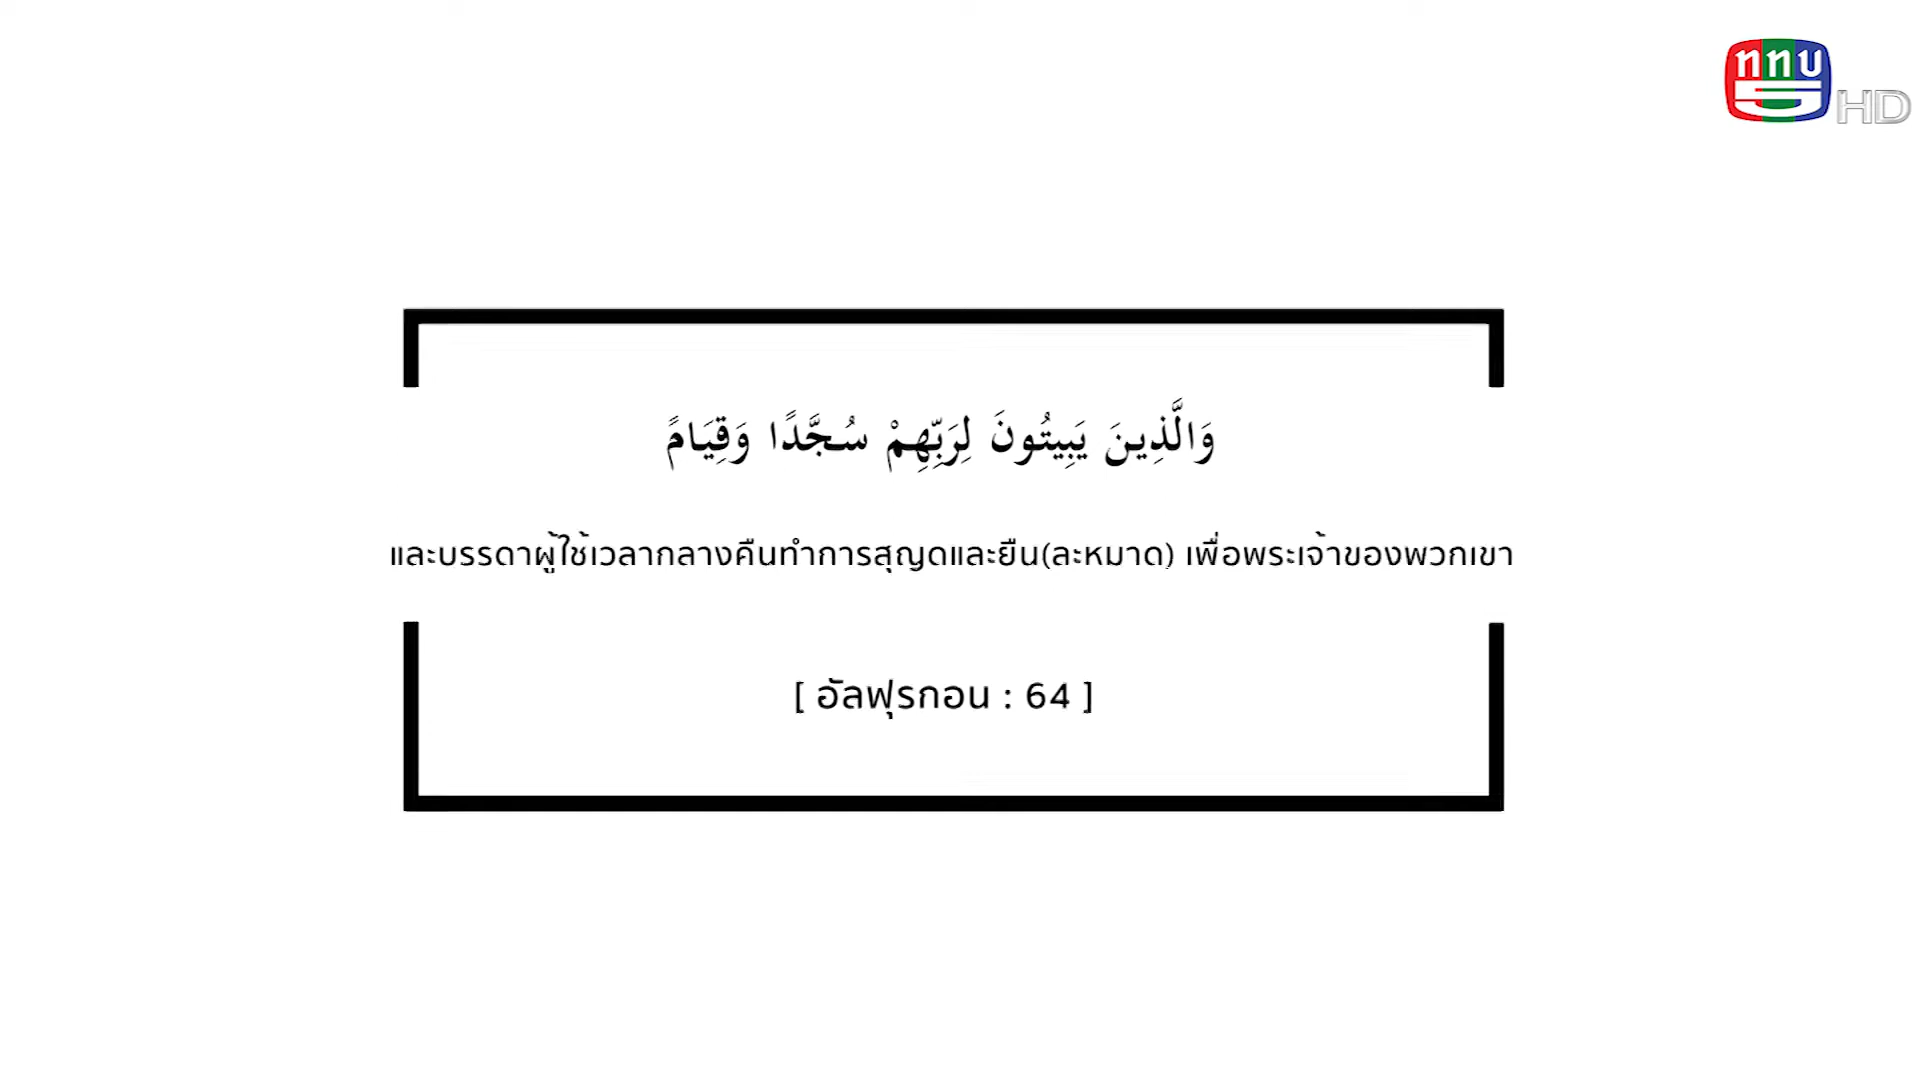 ททบ
5 HD
وَالَّذِينَ يَبِيتُونَ لِرَبِّهِمْ سُجَّدًا وَقِيَامً
และบรรดาผู้ใช้เวลากลางคืนทำการสุญูดและยืน(ละหมาด) เพื่อพระเจ้าของพวกเขา
[ อัลฟุรกอน : 64 ]